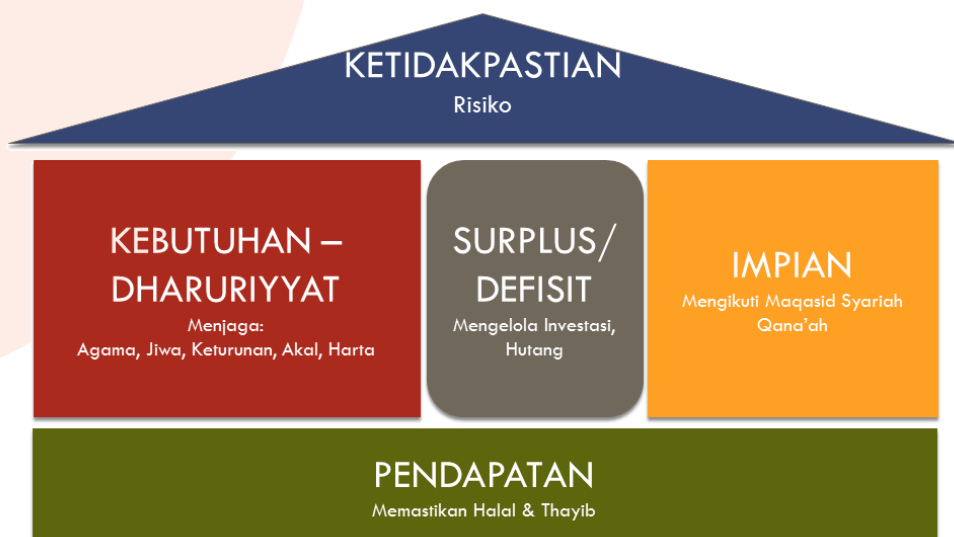 KETIDAKPASTIAN
Risiko
KEBUTUHAN –
DHARURIYYAT
Menjaga:
Agama, Jiwa, Keturunan, Akal, Harta
SURPLUS/
DEFISIT
Mengelola Investasi,
Hutang
IMPIAN
Mengikuti Maqasid Syariah
Qana’ah
PENDAPATAN
Memastikan Halal & Thayib